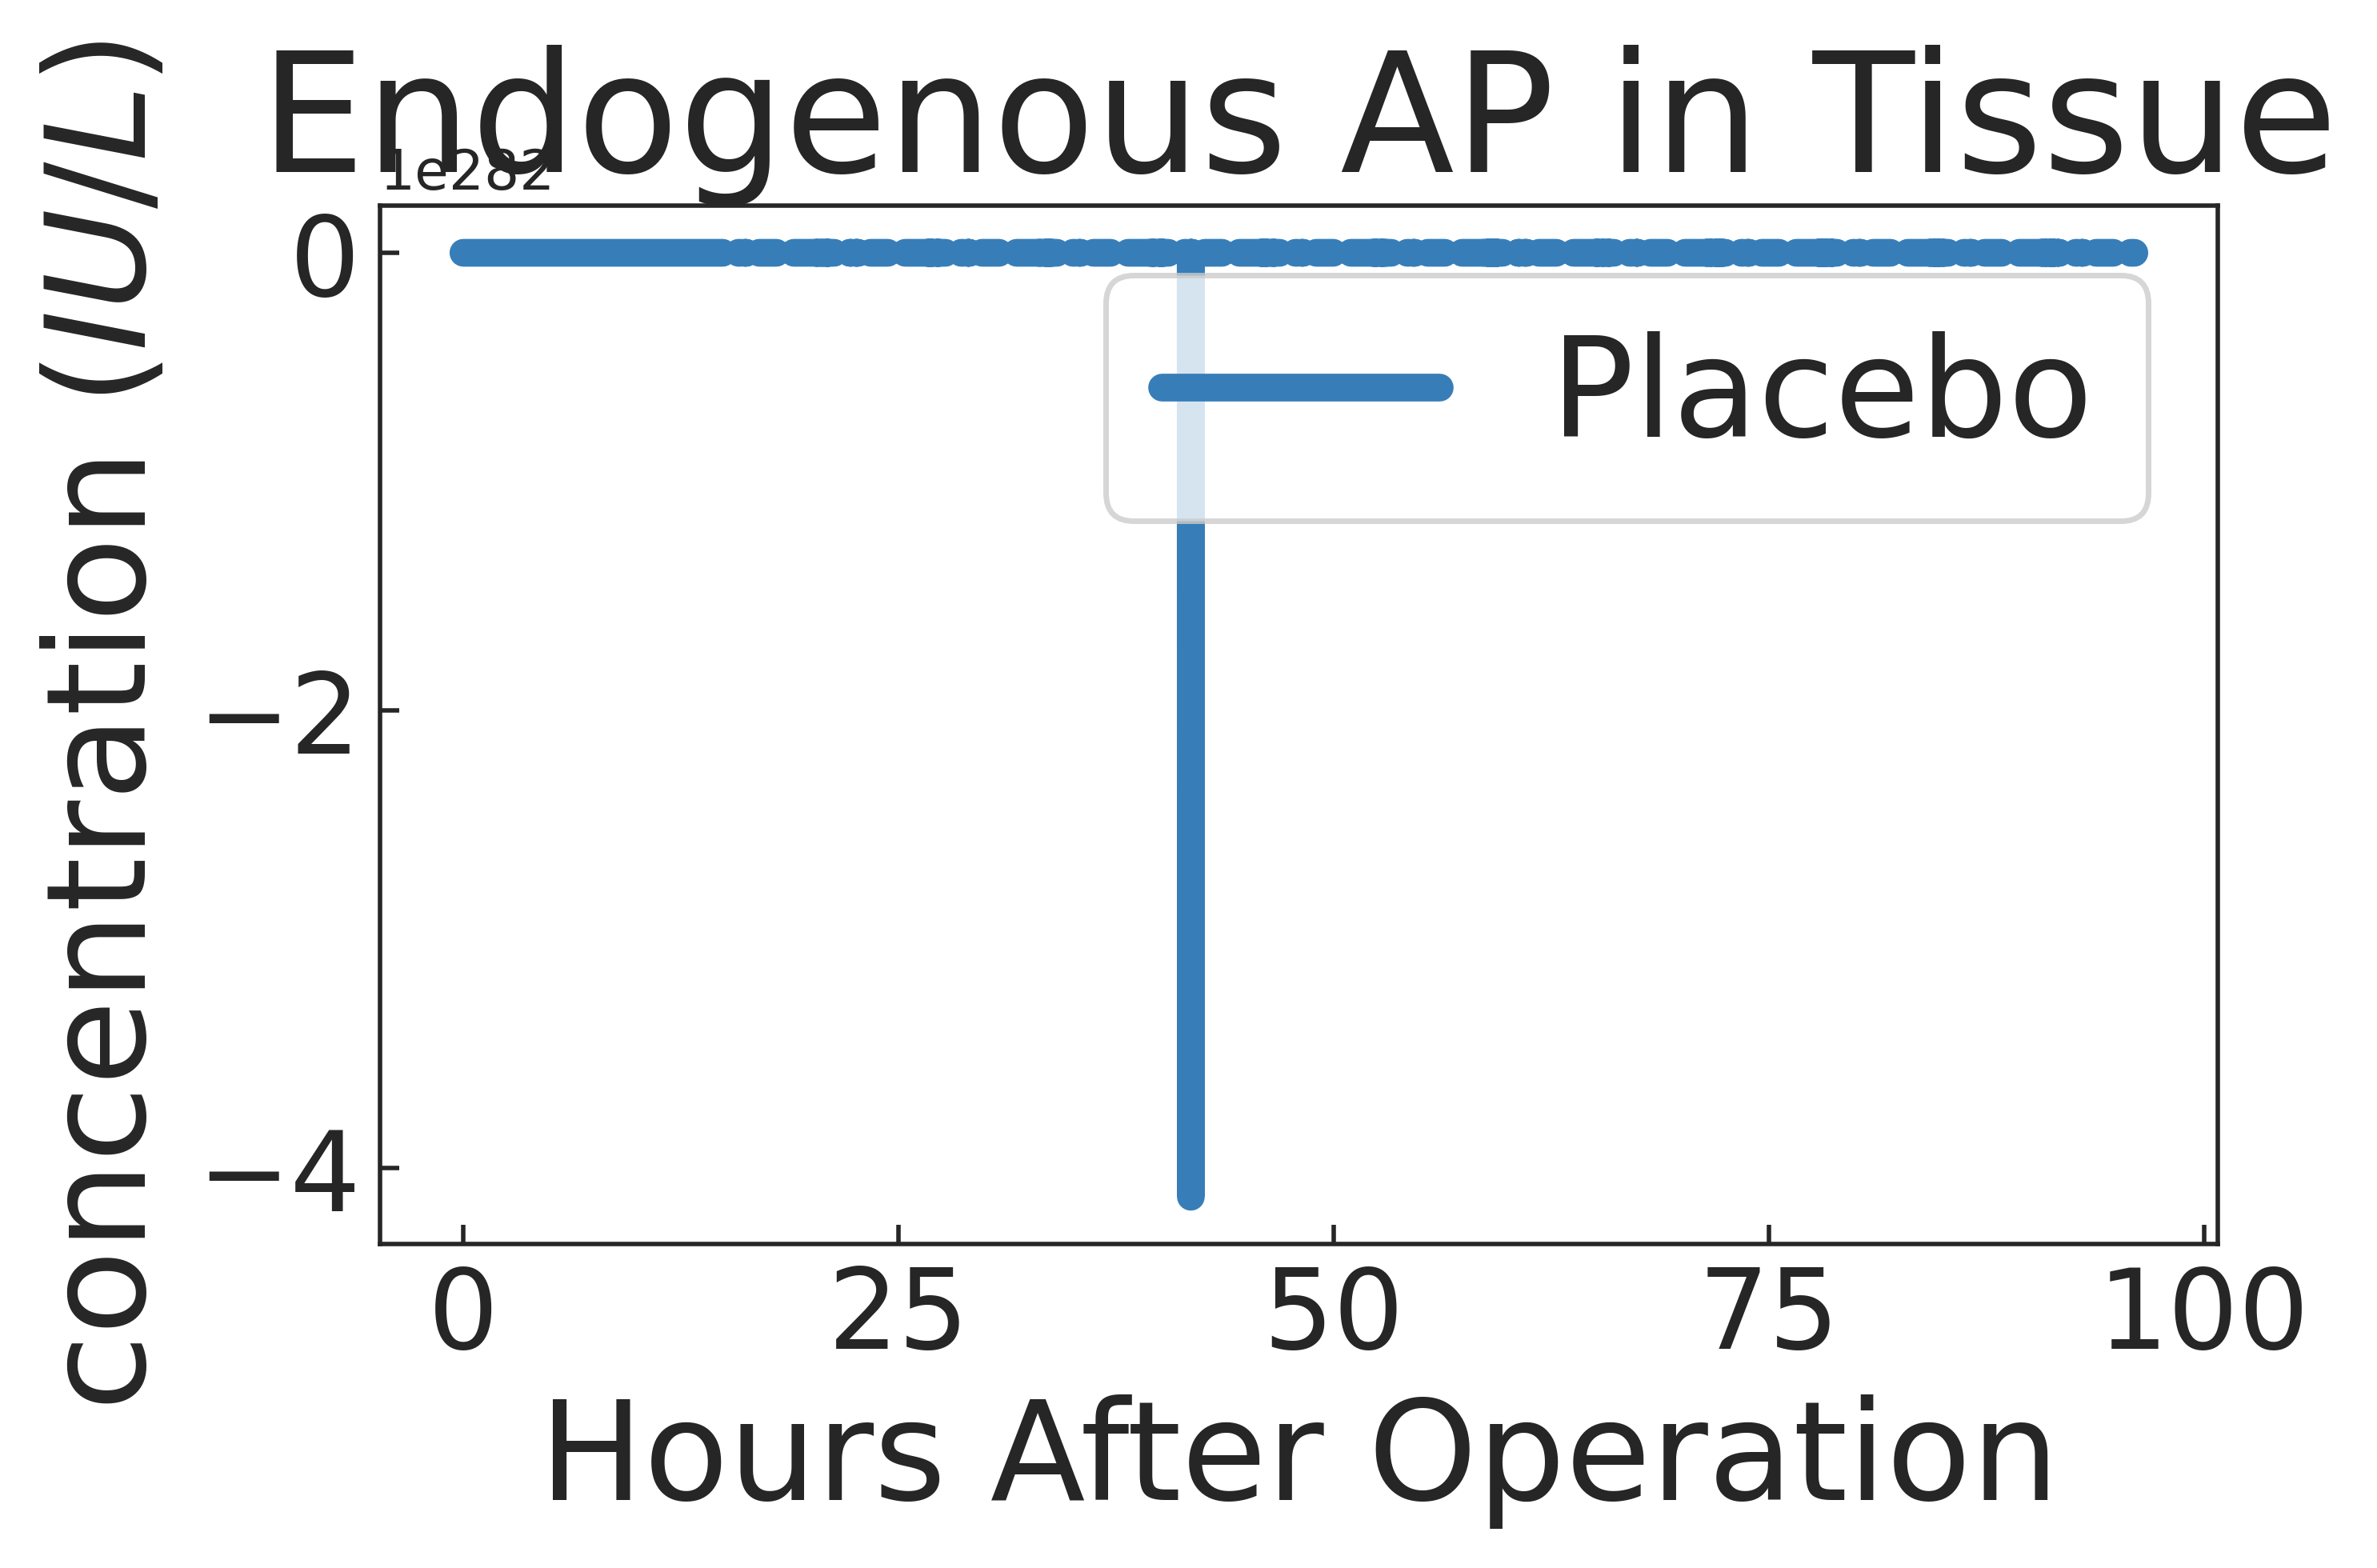 Endogenous AP in Tissue
1e282
concentration (IU/L)
0
−2
−4
Placebo
0 25 50 75 100
Hours After Operation